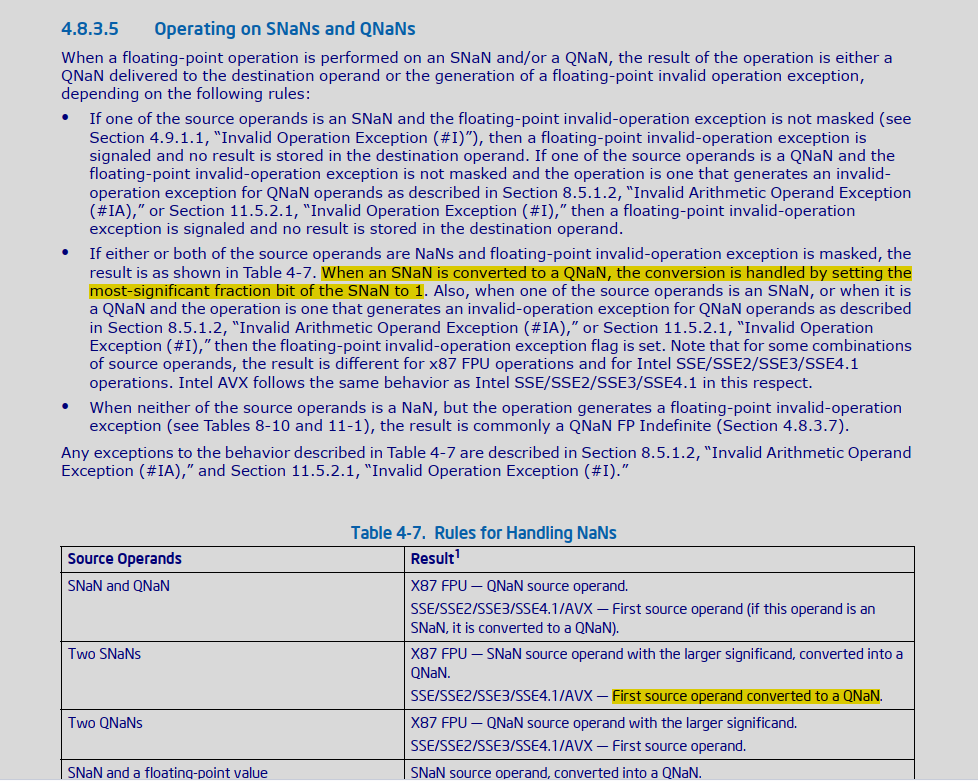 4.8.3.5 Operating on SNaNs and QNaNs
When a floating-point operation is performed on an SNaN and/or a QNaN, the result of the operation is either a
QNaN delivered to the destination operand or the generation of a floating-point invalid operation exception,
depending on the following rules:
• If one of the source operands is an SNaN and the floating-point invalid-operation exception is not masked (see
Section 4.9.1.1, “Invalid Operation Exception (#I)”), then a floating-point invalid-operation exception is
signaled and no result is stored in the destination operand. If one of the source operands is a QNaN and the
floating-point invalid-operation exception is not masked and the operation is one that generates an invalid-
operation exception for QNaN operands as described in Section 8.5.1.2, “Invalid Arithmetic Operand Exception
(#IA),” or Section 11.5.2.1, “Invalid Operation Exception (#I),” then a floating-point invalid-operation
exception is signaled and no result is stored in the destination operand.
• If either or both of the source operands are NaNs and floating-point invalid-operation exception is masked, the
result is as shown in Table 4-7. When an SNaN is converted to a QNaN, the conversion is handled by setting the
most-significant fraction bit of the SNaN to 1. Also, when one of the source operands is an SNaN, or when it is
a QNaN and the operation is one that generates an invalid-operation exception for QNaN operands as described
in Section 8.5.1.2, “Invalid Arithmetic Operand Exception (#IA),” or Section 11.5.2.1, “Invalid Operation
Exception (#I),” then the floating-point invalid-operation exception flag is set. Note that for some combinations
of source operands, the result is different for x87 FPU operations and for Intel SSE/SSE2/SSE3/SSE4.1
operations. Intel AVX follows the same behavior as Intel SSE/SSE2/SSE3/SSE4.1 in this respect.
• When neither of the source operands is a NaN, but the operation generates a floating-point invalid-operation
exception (see Tables 8-10 and 11-1), the result is commonly a QNaN FP Indefinite (Section 4.8.3.7).
Any exceptions to the behavior described in Table 4-7 are described in Section 8.5.1.2, “Invalid Arithmetic Operand
Exception (#IA),” and Section 11.5.2.1, “Invalid Operation Exception (#I).”
Table 4-7. Rules for Handling NaNs
Source Operands Result1
SNaN and QNaN X87 FPU — QNaN source operand.
SSE/SSE2/SSE3/SSE4.1/AVX — First source operand (if this operand is an
SNaN, it is converted to a QNaN).
Two SNaNs X87 FPU — SNaN source operand with the larger significand, converted into a
QNaN.
SSE/SSE2/SSE3/SSE4.1/AVX — First source operand converted to a QNaN.
Two QNaNs X87 FPU — QNaN source operand with the larger significand.
SSE/SSE2/SSE3/SSE4.1/AVX — First source operand.
SNaN and a floating-point value SNaN source operand, converted into a QNaN.